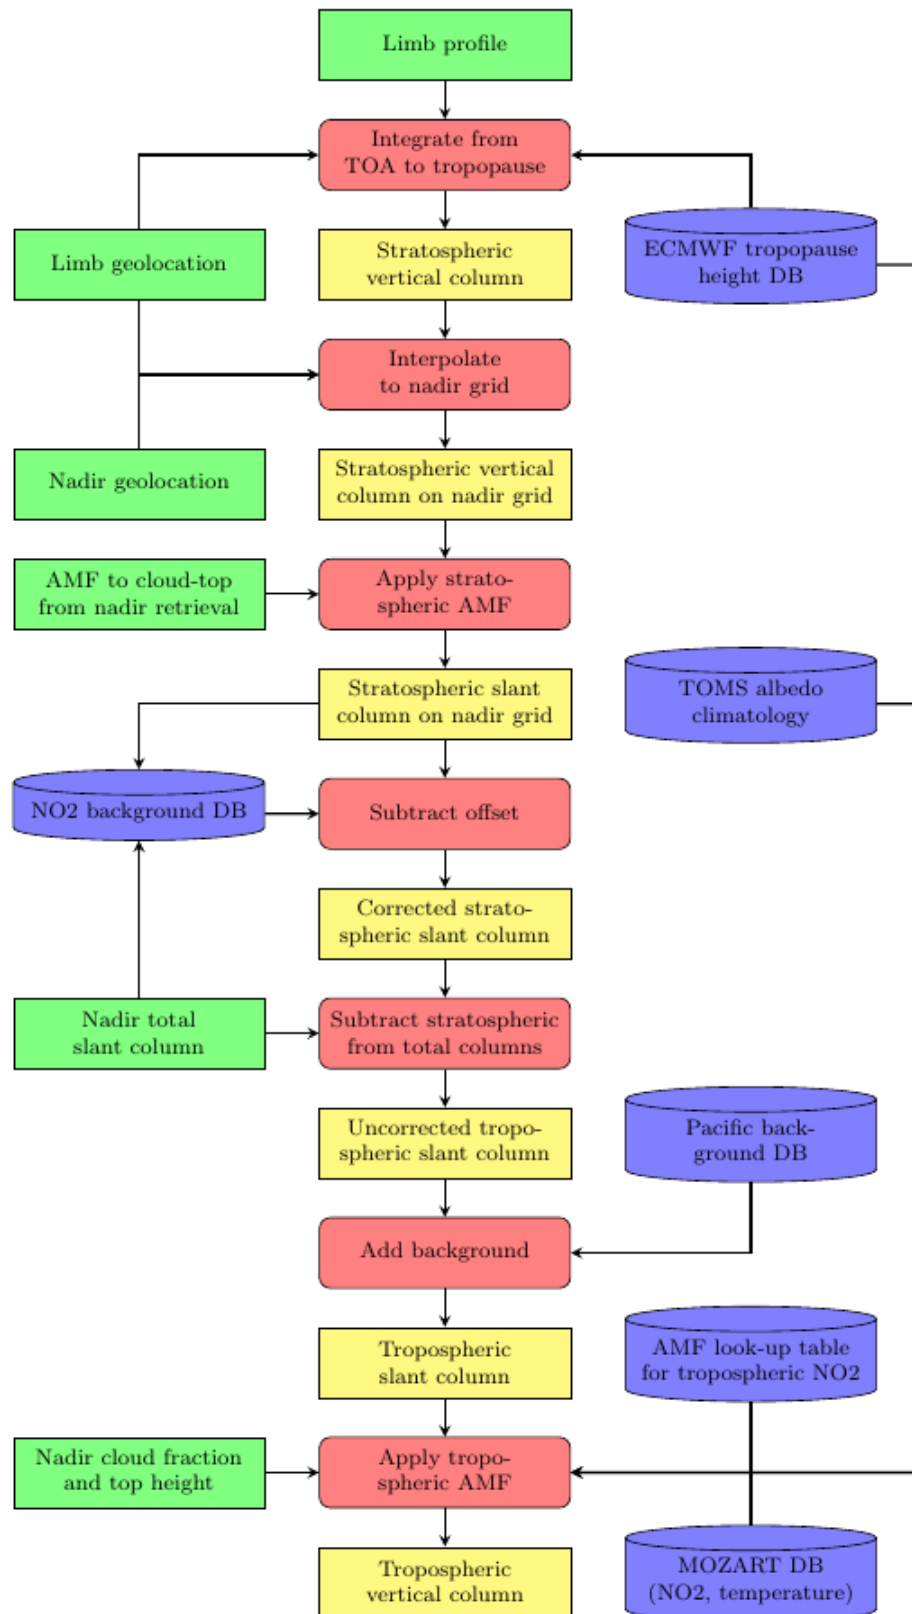 Limb profile
Integrate from
TOA to tropopause
Limb geolocation
Stratospheric
vertical column
ECMWF tropopause
height DB
Interpolate
to nadir grid
Nadir geolocation
Stratospheric vertical
column on nadir grid
AMF to cloud-top
from nadir retrieval
Apply strato-
spheric AMF
Stratospheric slant
column on nadir grid
TOMS albedo
climatology
NO2 background DB
Subtract offset
Corrected strato-
spheric slant column
Nadir total
slant column
Subtract stratospheric
from total columns
Uncorrected tropo-
spheric slant column
Pacific back-
ground DB
Add background
Tropospheric
slant column
AMF look-up table
for tropospheric NO2
Nadir cloud fraction
and top height
Apply tropo-
spheric AMF
Tropospheric
vertical column
MOZART DB
(NO2, temperature)